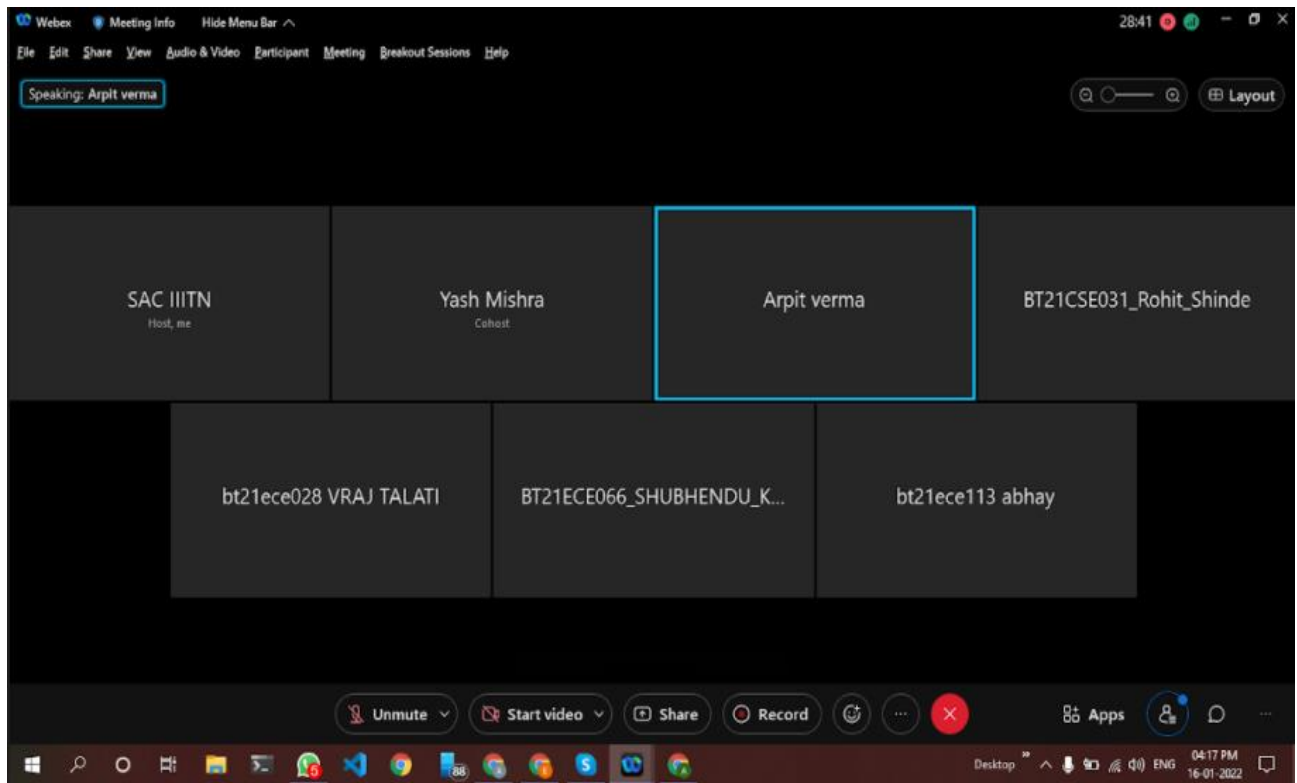 Webex Meeting Info Hide Menu Bar 28:41
File Edit Share View Audio & Video Participant Meeting Breakout Sessions Help
Speaking: Arpit verma Layout
SAC IIITN Yash Mishra Arpit verma BT21CSE031_Rohit_Shinde
Host, me Cohost
bt21ece028 VRAJ TALATI BT21ECE066_SHUBHENDU_K... bt21ece113 abhay
Unmute Start video Share Record Apps
88 Desktop ENG 04:17 PM
16-01-2022